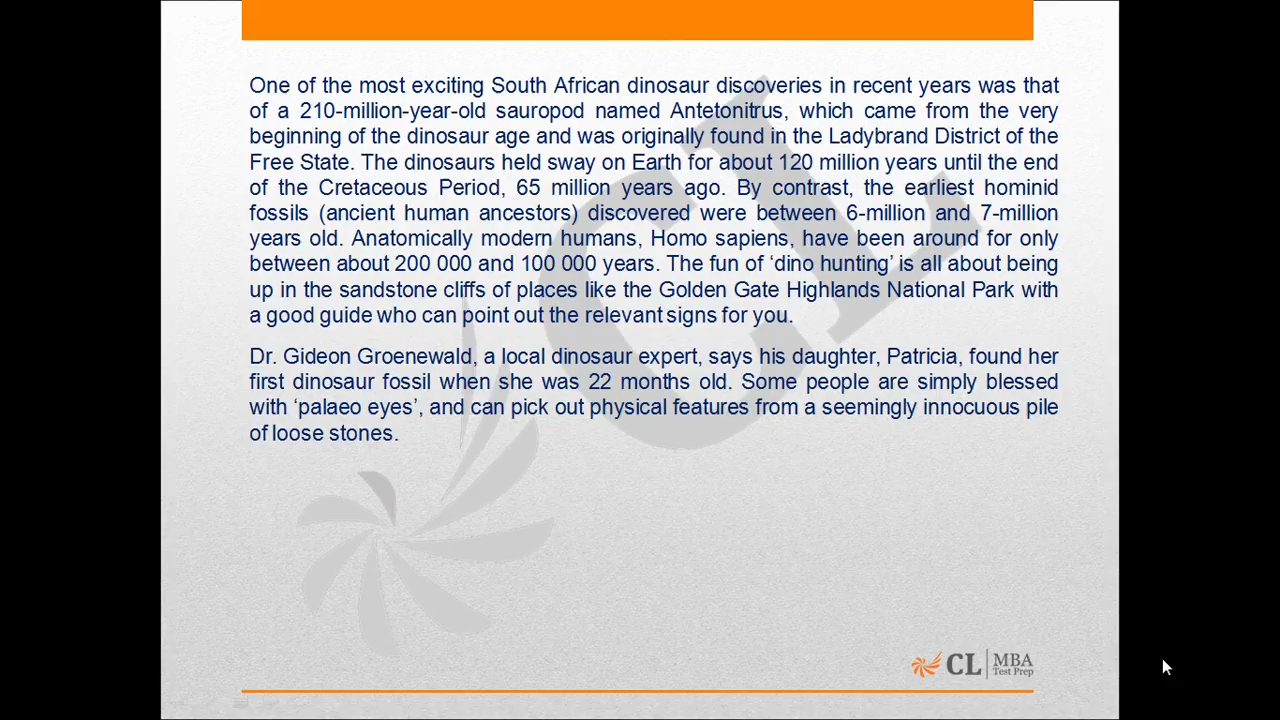 One of the most exciting South African dinosaur discoveries in recent years was that
of a 210-million-year-old sauropod named Antetonitrus, which came from the very
beginning of the dinosaur age and was originally found in the Ladybrand District of the
Free State. The dinosaurs held sway on Earth for about 120 million years until the end
of the Cretaceous Period, 65 million years ago. By contrast, the earliest hominid
fossils (ancient human ancestors) discovered were between 6-million and 7-million
years old. Anatomically modern humans, Homo sapiens, have been around for only
between about 200 000 and 100 000 years. The fun of ‘dino hunting’ is all about being
up in the sandstone cliffs of places like the Golden Gate Highlands National Park with
a good guide who can point out the relevant signs for you.
Dr. Gideon Groenewald, a local dinosaur expert, says his daughter, Patricia, found her
first dinosaur fossil when she was 22 months old. Some people are simply blessed
with ‘palaeo eyes’, and can pick out physical features from a seemingly innocuous pile
of loose stones.
CL
CL MBA
Test Prep